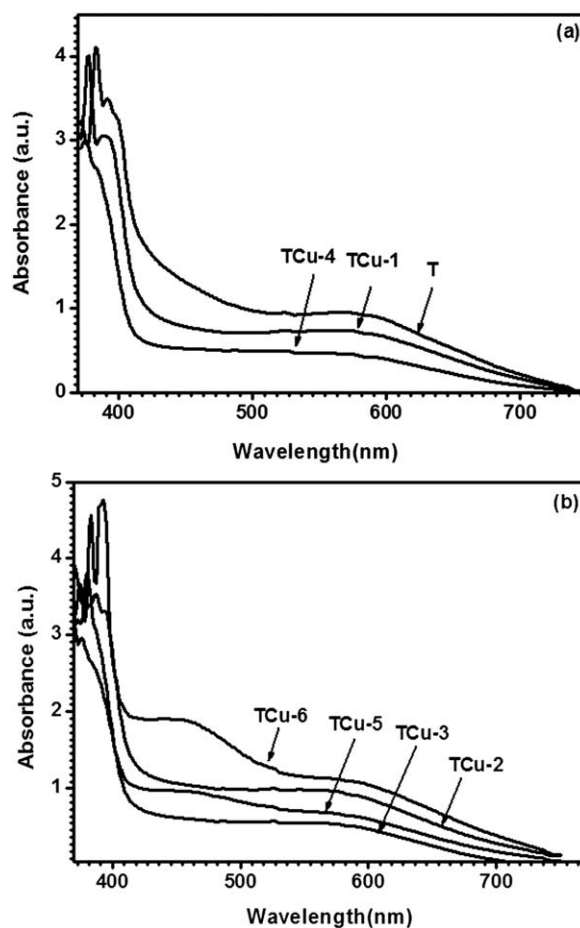 (a)
4
3
2
1
0
Absorbance (a.u.)
TCu-4
TCu-1
T
400
500
600
700
Wavelength(nm)
(b)
5
4
3
2
1
Absorbance (a.u.)
TCu-6
TCu-5
TCu-3
TCu-2
400
500
600
700
Wavelength(nm)